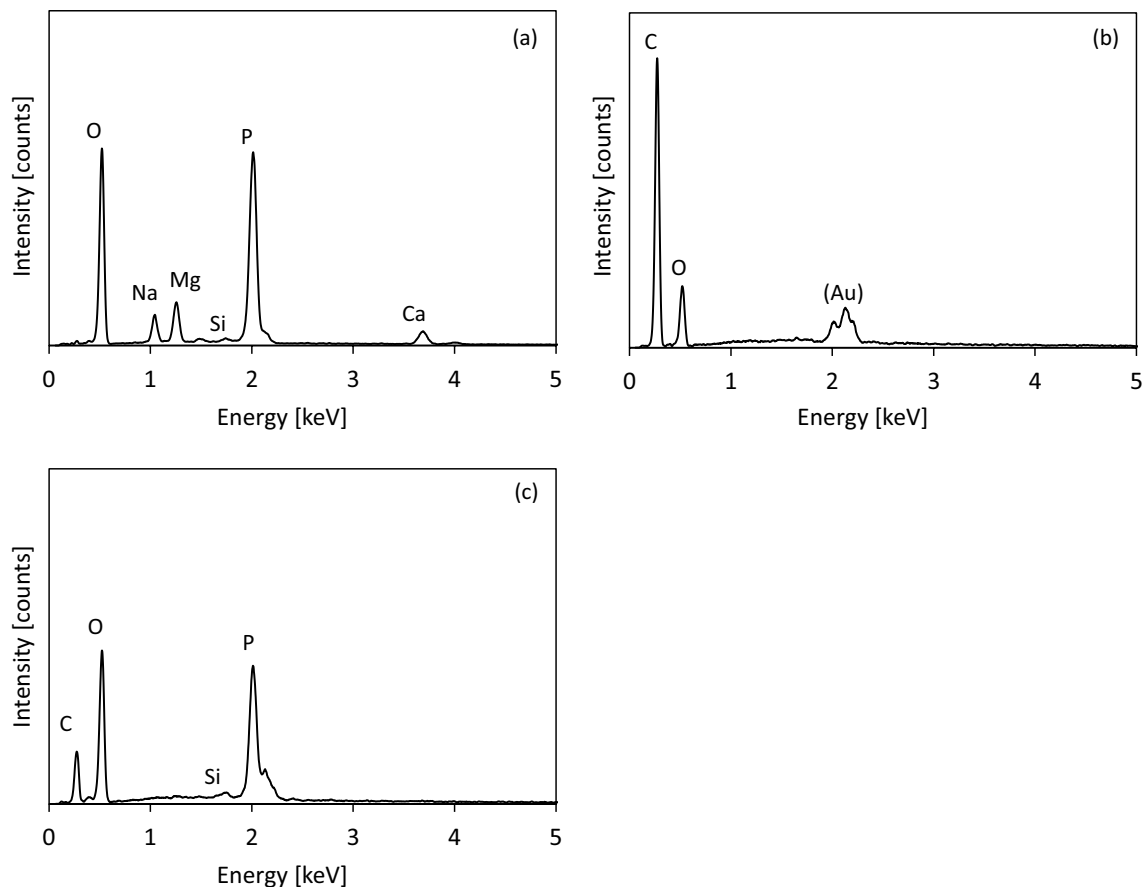 (a)
O
P
Na
Mg
Si
Ca
Intensity [counts]
0 1 2 3 4 5
Energy [keV]
(b)
C
O
(Au)
Intensity [counts]
0 1 2 3 4 5
Energy [keV]
(c)
O
P
C
Si
Intensity [counts]
0 1 2 3 4 5
Energy [keV]